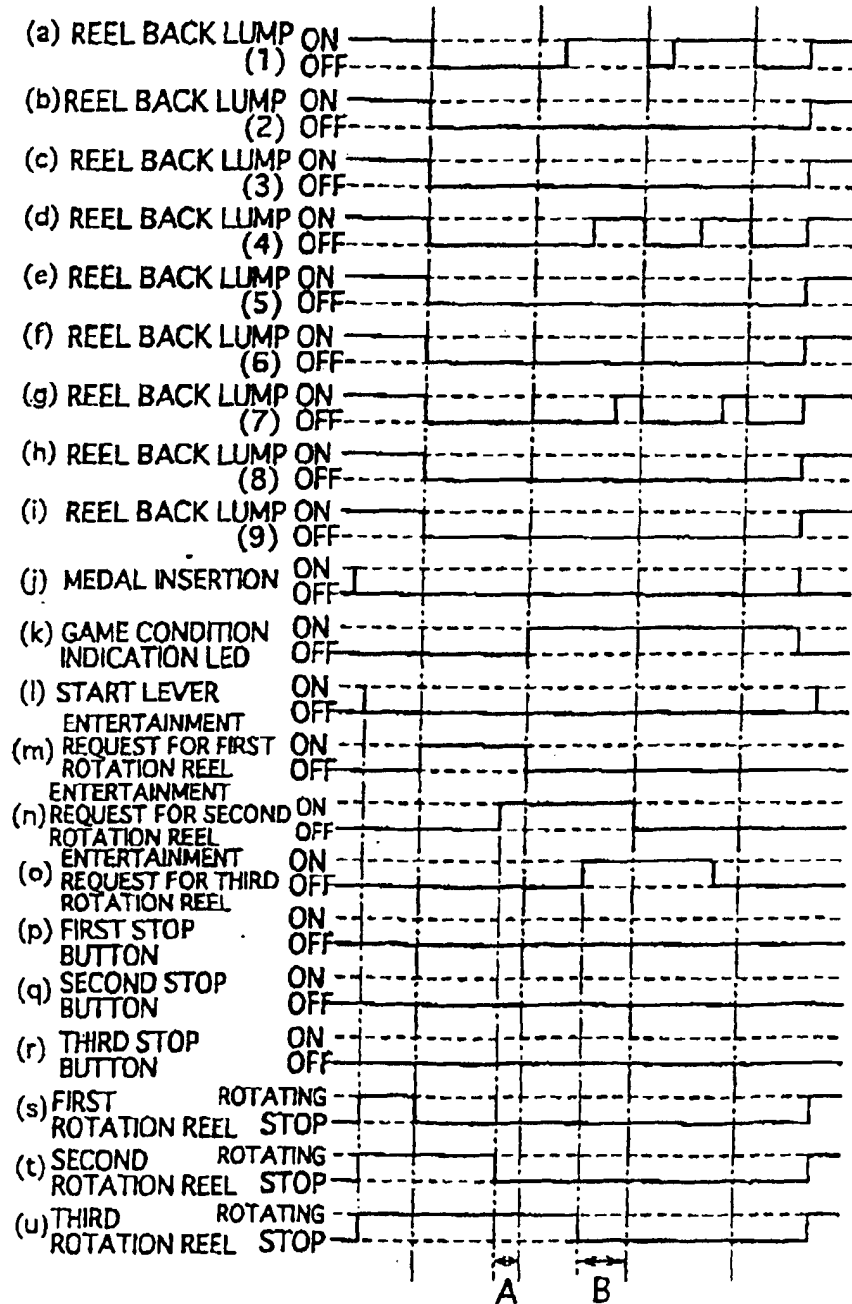 (a) REEL BACK LUMP ON
(1) OFF
(b) REEL BACK LUMP ON
(2) OFF
(c) REEL BACK LUMP ON
(3) OFF
(d) REEL BACK LUMP ON
(4) OFF
(e) REEL BACK LUMP ON
(5) OFF
(f) REEL BACK LUMP ON
(6) OFF
(g) REEL BACK LUMP ON
(7) OFF
(h) REEL BACK LUMP ON
(8) OFF
(i) REEL BACK LUMP ON
(9) OFF
(j) MEDAL INSERTION ON
OFF
(k) GAME CONDITION ON
INDICATION LED OFF
(l) START LEVER ON
OFF
ENTERTAINMENT
(m) REQUEST FOR FIRST ON
ROTATION REEL OFF
ENTERTAINMENT
(n) REQUEST FOR SECOND ON
ROTATION REEL OFF
ENTERTAINMENT ON
(o) REQUEST FOR THIRD OFF
ROTATION REEL
(p) FIRST STOP ON
BUTTON OFF
(q) SECOND STOP ON
BUTTON OFF
(r) THIRD STOP ON
BUTTON OFF
(s) FIRST ROTATING
ROTATION REEL STOP
(t) SECOND ROTATING
ROTATION REEL STOP
(u) THIRD ROTATING
ROTATION REEL STOP
A B